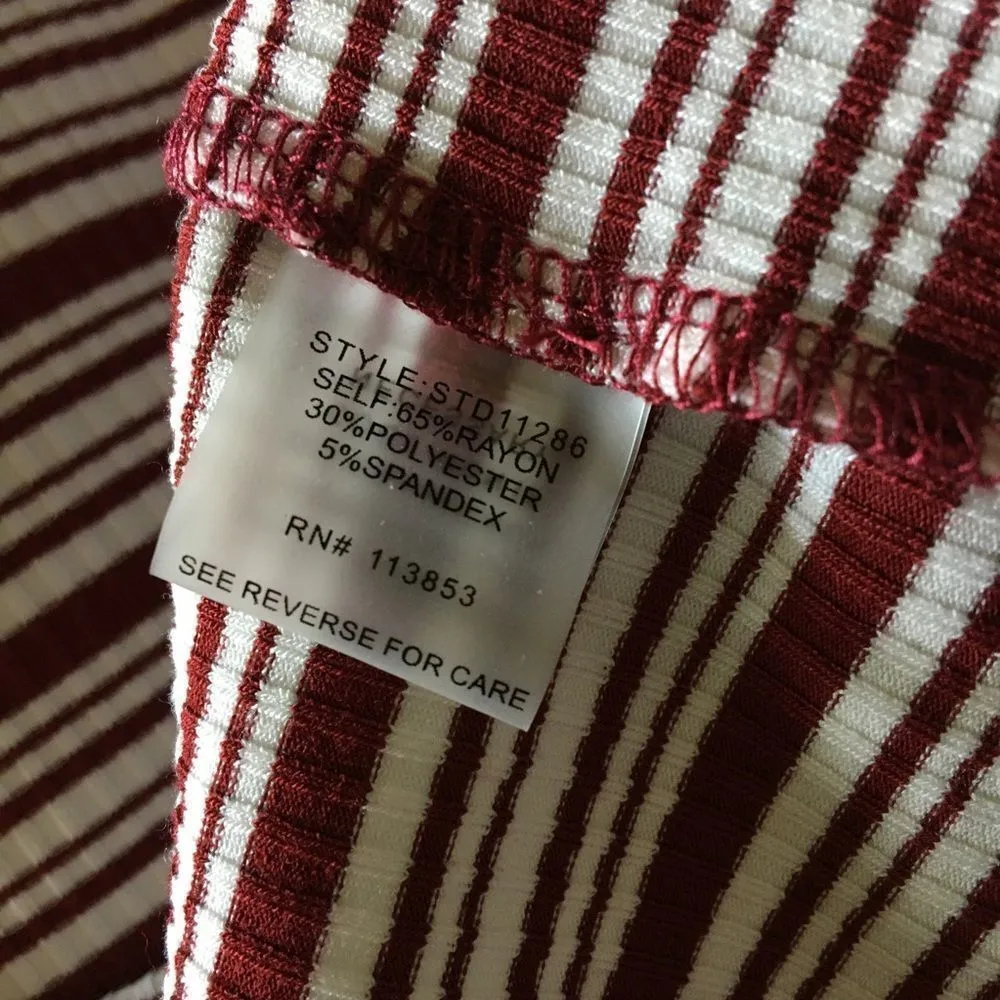 STYLE:STD11286
SELF:65%RAYON
30%POLYESTER
5%SPANDEX
RN# 113853
SEE REVERSE FOR CARE